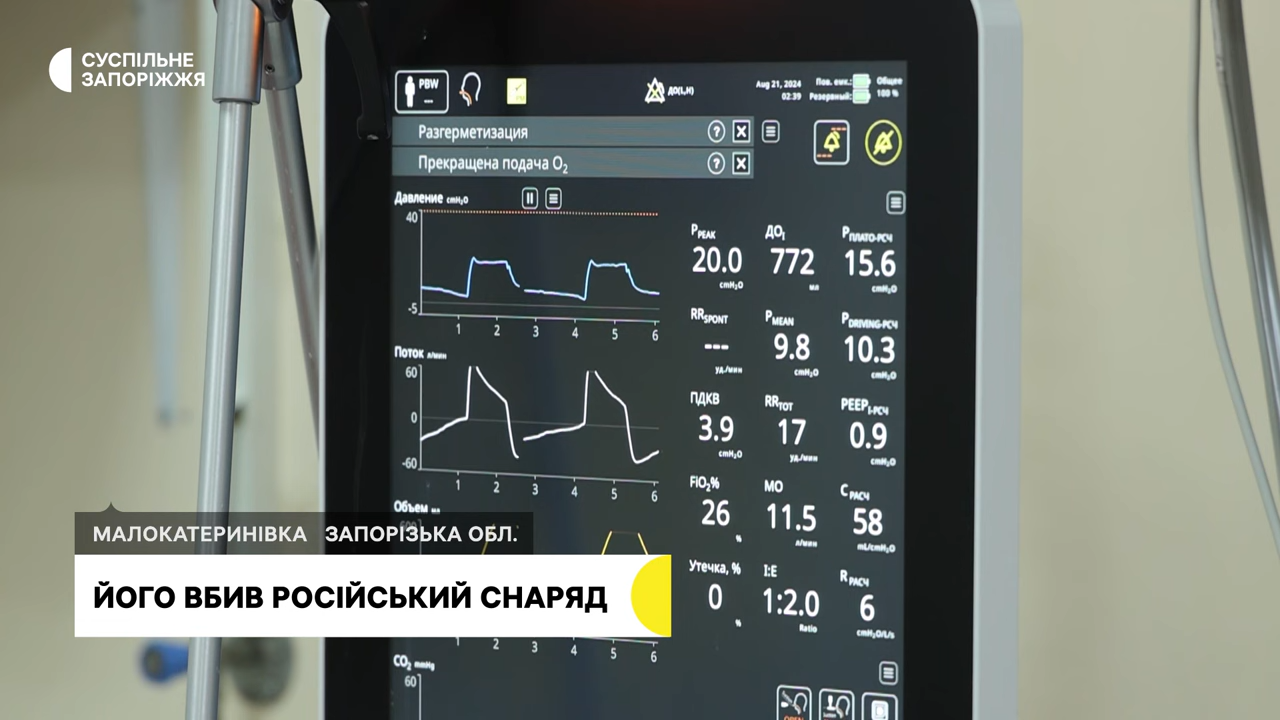 СУСПІЛЬНЕ
ЗАПОРІЖЖЯ
PBW
---
ДО(L,H)
Aug 21, 2024
02:39
Пов. емк.:
Резервный:
Общее
100 %
Разгерметизация
?
X
Прекращена подача O₂
?
X
Давление cmH₂O
40
-5
1 2 3 4 5 6
Поток л/мин
60
0
-60
1 2 3 4 5 6
Объем мл
600
1 2 3 4 5 6
CO₂ mmHg
60
PPEAK
20.0
cmH₂O
ДОI
772
мл
PПЛАТО-РСЧ
15.6
cmH₂O
RRSPONT
---
уд./мин
PMEAN
9.8
cmH₂O
PDRIVING-РСЧ
10.3
cmH₂O
ПДКВ
3.9
cmH₂O
RRTOT
17
уд./мин
PEEPI-РСЧ
0.9
cmH₂O
FiO₂%
26
%
МО
11.5
л/мин
C РАСЧ
58
mL/cmH₂O
Утечка, %
0
%
I:E
1:2.0
Ratio
R РАСЧ
6
cmH₂O/L/s
OPEN
МАЛОКАТЕРИНІВКА ЗАПОРІЗЬКА ОБЛ.
ЙОГО ВБИВ РОСІЙСЬКИЙ СНАРЯД